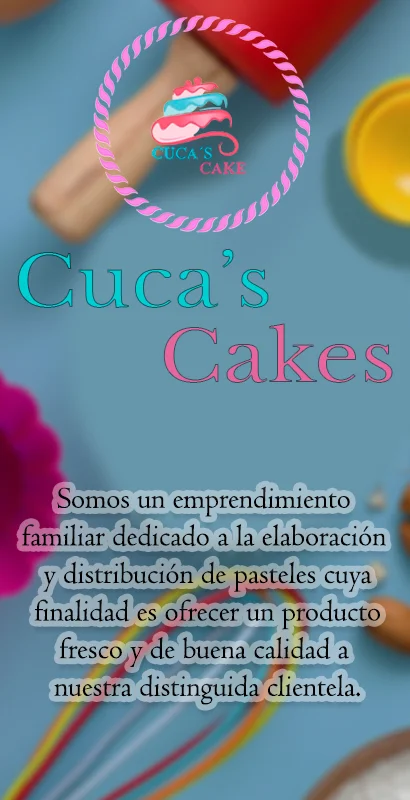 CUCA'S
CAKE
Cuca's
Cakes
Somos un emprendimiento
familiar dedicado a la elaboración
y distribución de pasteles cuya
finalidad es ofrecer un producto
fresco y de buena calidad a
nuestra distinguida clientela.